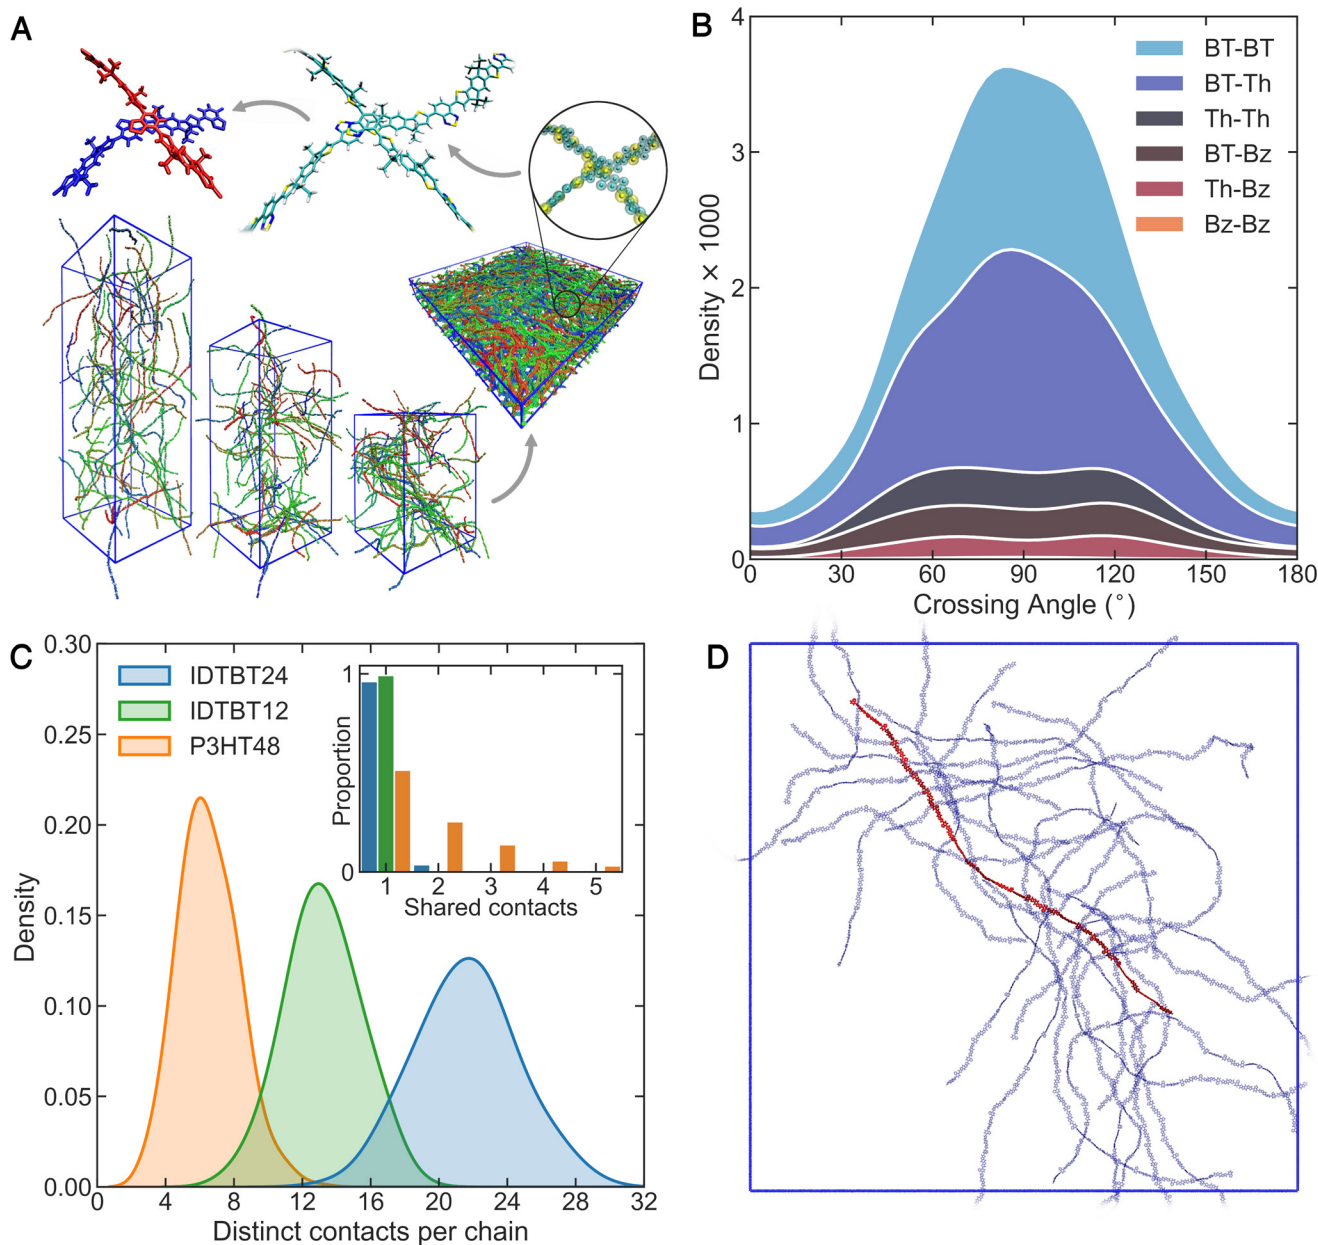 A
B
4
3
2
1
0
Density × 1000
BT-BT
BT-Th
Th-Th
BT-Bz
Th-Bz
Bz-Bz
0 30 60 90 120 150 180
Crossing Angle (°)
C
0.30
0.25
0.20
0.15
0.10
0.05
0.00
Density
IDTBT24
IDTBT12
P3HT48
1
0
Proportion
1 2 3 4 5
Shared contacts
0 4 8 12 16 20 24 28 32
Distinct contacts per chain
D